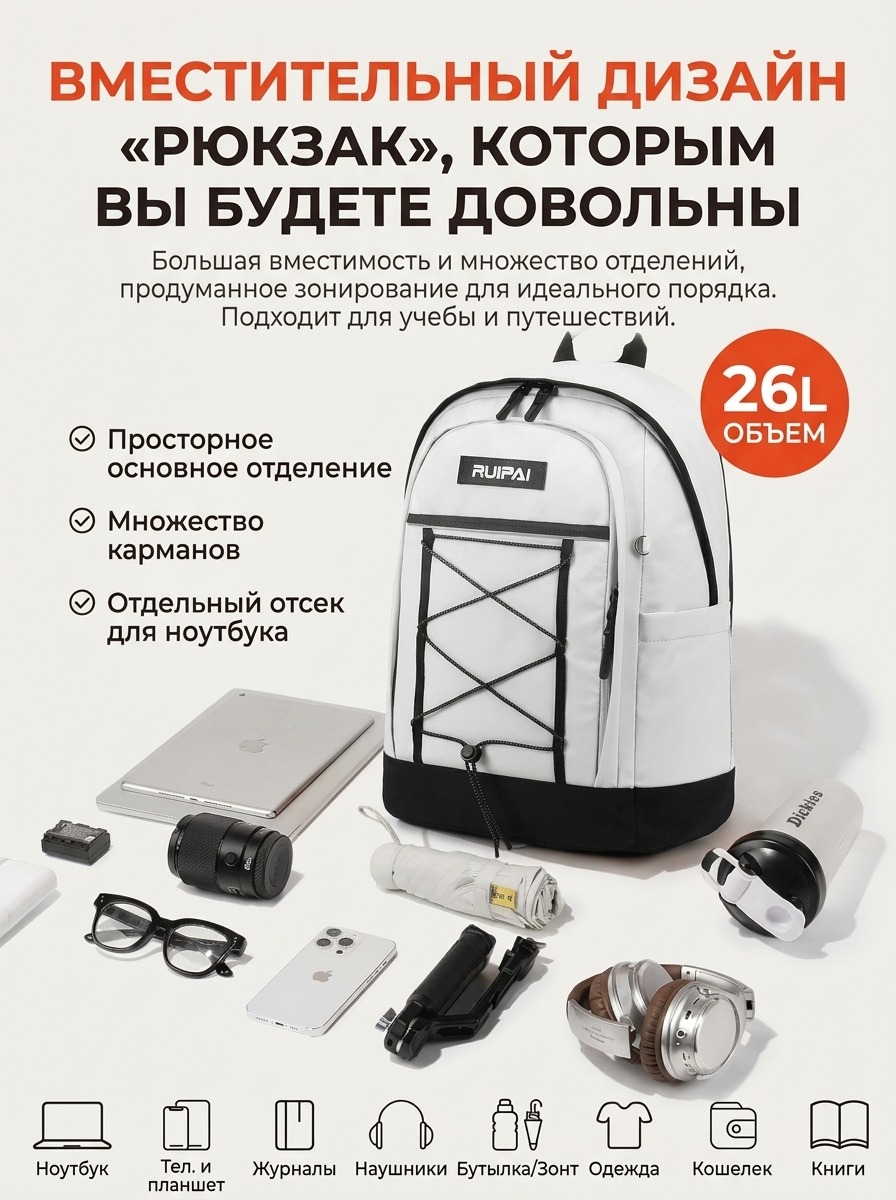 ВМЕСТИТЕЛЬНЫЙ ДИЗАЙН
«РЮКЗАК», КОТОРЫМ
ВЫ БУДЕТЕ ДОВОЛЬНЫ
Большая вместимость и множество отделений,
продуманное зонирование для идеального порядка.
Подходит для учебы и путешествий.
26L
ОБЪЕМ
Просторное
основное отделение
Множество
карманов
Отдельный отсек
для ноутбука
RUIPAI
iPad
Dickies
Ноутбук
Тел. и
планшет
Журналы
Наушники
Бутылка/Зонт
Одежда
Кошелек
Книги